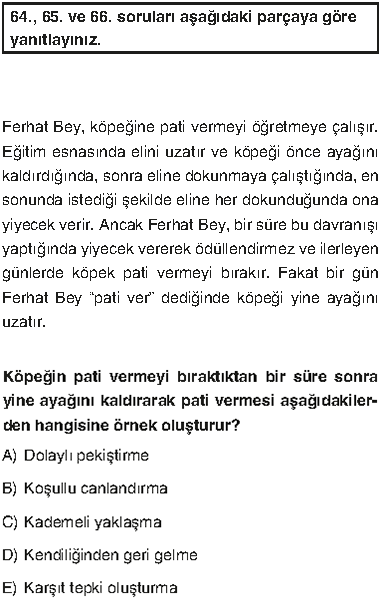 64., 65. ve 66. soruları aşağıdaki parçaya göre
yanıtlayınız.
Ferhat Bey, köpeğine pati vermeyi öğretmeye çalışır.
Eğitim esnasında elini uzatır ve köpeği önce ayağını
kaldırdığında, sonra eline dokunmaya çalıştığında, en
sonunda istediği şekilde eline her dokunduğunda ona
yiyecek verir. Ancak Ferhat Bey, bir süre bu davranışı
yaptığında yiyecek vererek ödüllendirmez ve ilerleyen
günlerde köpek pati vermeyi bırakır. Fakat bir gün
Ferhat Bey “pati ver” dediğinde köpeği yine ayağını
uzatır.
Köpeğin pati vermeyi bıraktıktan bir süre sonra
yine ayağını kaldırarak pati vermesi aşağıdakiler-
den hangisine örnek oluşturur?
A) Dolaylı pekiştirme
B) Koşullu canlandırma
C) Kademeli yaklaşma
D) Kendiliğinden geri gelme
E) Karşıt tepki oluşturma